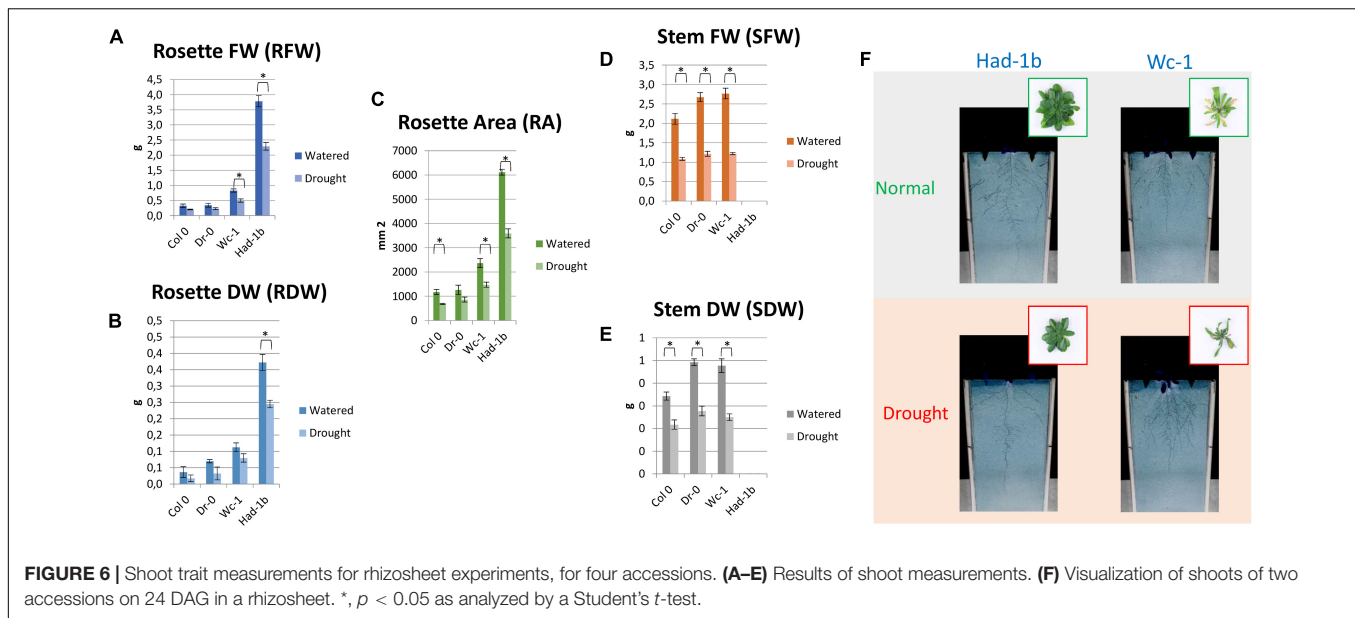 A
Rosette FW (RFW)
4,5
4,0
3,5
3,0
2,5
2,0
1,5
1,0
0,5
0,0
g
*
*
Col 0
Dr-0
Wc-1
Had-1b
Watered
Drought
B
Rosette DW (RDW)
0,5
0,5
0,4
0,4
0,3
0,3
0,2
0,2
0,1
0,1
0,0
g
*
Col 0
Dr-0
Wc-1
Had-1b
Watered
Drought
C
Rosette Area (RA)
7000
6000
5000
4000
3000
2000
1000
0
mm 2
*
*
*
Col 0
Dr-0
Wc-1
Had-1b
Watered
Drought
D
Stem FW (SFW)
3,5
3,0
2,5
2,0
1,5
1,0
0,5
0,0
g
*
*
*
Col 0
Dr-0
Wc-1
Had-1b
Watered
Drought
E
Stem DW (SDW)
1
1
0
0
0
0
0
g
*
*
*
Col 0
Dr-0
Wc-1
Had-1b
Watered
Drought
F
Had-1b
Wc-1
Normal
Drought
FIGURE 6 | Shoot trait measurements for rhizosheet experiments, for four accessions. (A–E) Results of shoot measurements. (F) Visualization of shoots of two
accessions on 24 DAG in a rhizosheet. *, p < 0.05 as analyzed by a Student's t-test.